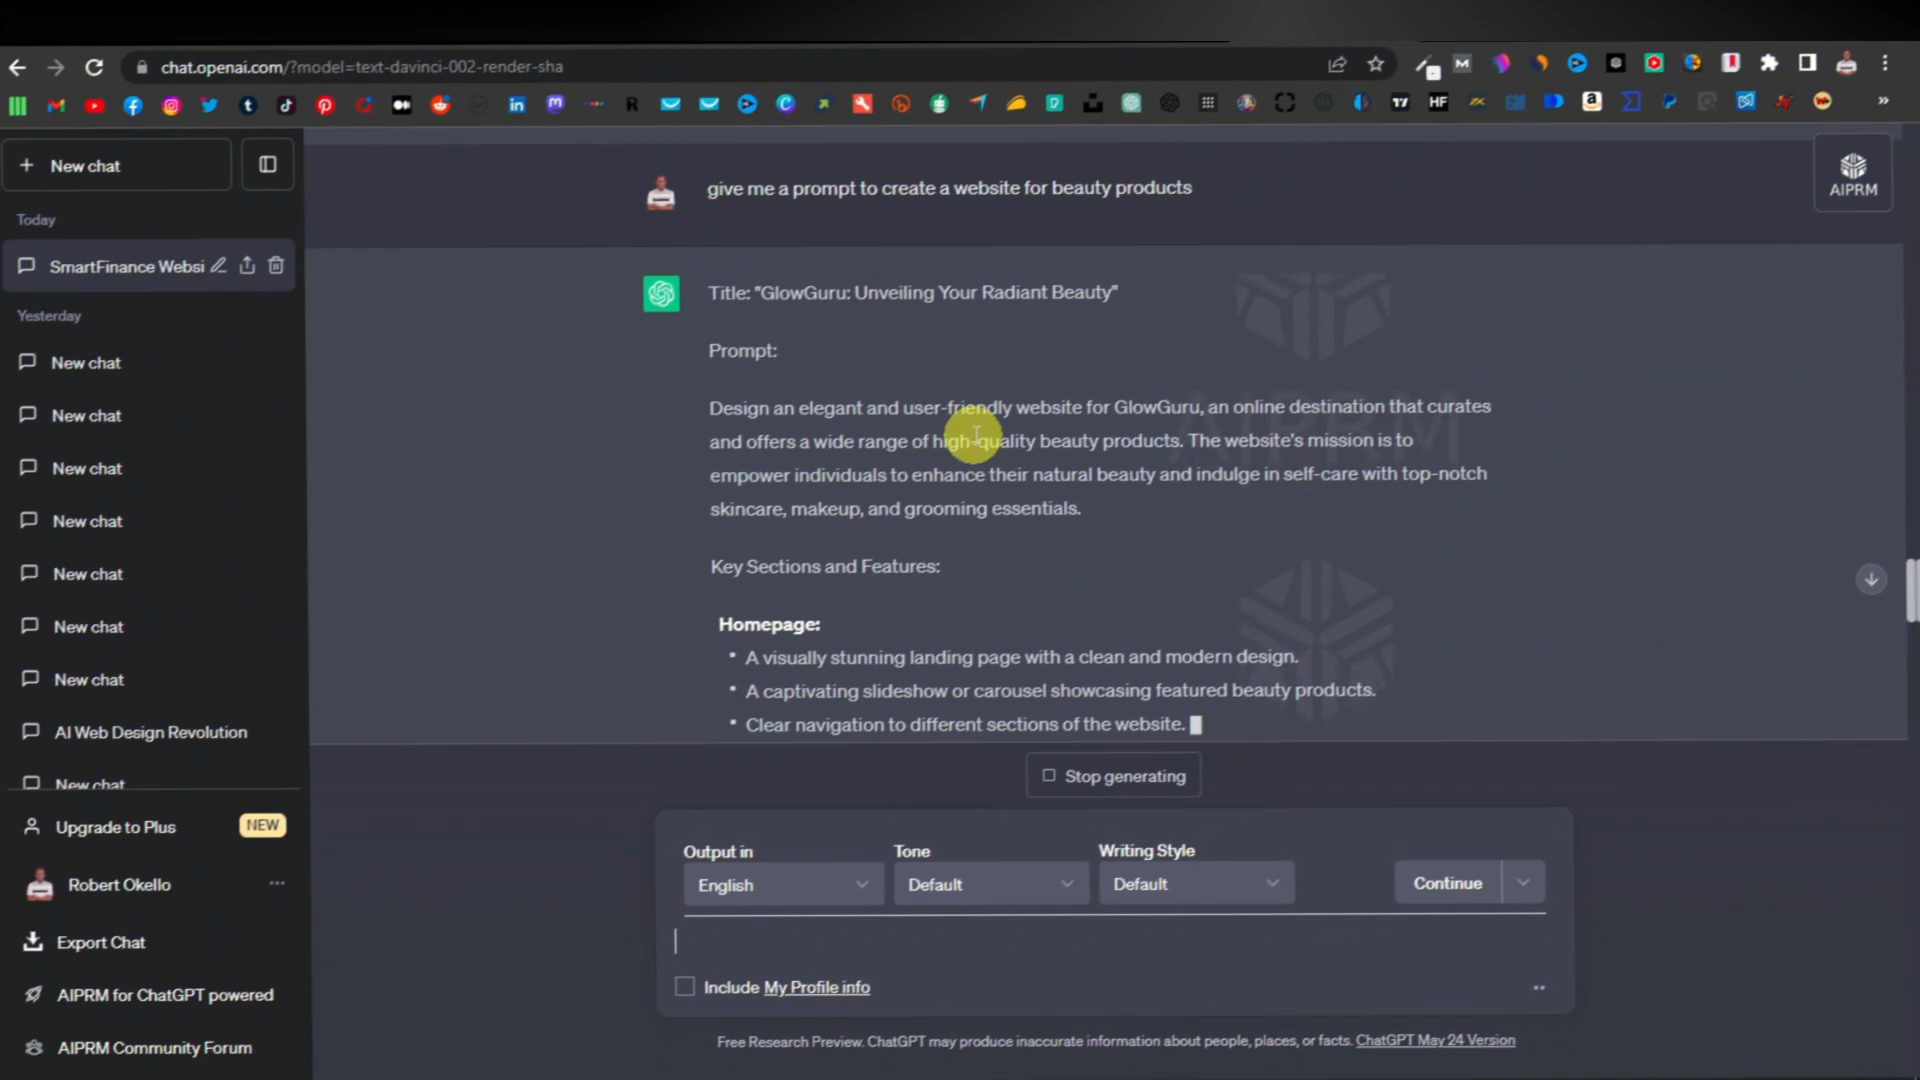 chat.openai.com/?model=text-davinci-002-render-sha
New chat
Today
SmartFinance Websi
Yesterday
New chat
New chat
New chat
New chat
New chat
New chat
New chat
AI Web Design Revolution
New chat
Upgrade to Plus
NEW
Robert Okello
Export Chat
AIPRM for ChatGPT powered
AIPRM Community Forum
AIPRM
give me a prompt to create a website for beauty products
Title: "GlowGuru: Unveiling Your Radiant Beauty"
Prompt:
Design an elegant and user-friendly website for GlowGuru, an online destination that curates
and offers a wide range of high-quality beauty products. The website's mission is to
empower individuals to enhance their natural beauty and indulge in self-care with top-notch
skincare, makeup, and grooming essentials.
AIPRM
Key Sections and Features:
Homepage:
• A visually stunning landing page with a clean and modern design.
• A captivating slideshow or carousel showcasing featured beauty products.
• Clear navigation to different sections of the website.
Stop generating
Output in
Tone
Writing Style
English
Default
Default
Continue
Include My Profile info
Free Research Preview. ChatGPT may produce inaccurate information about people, places, or facts. ChatGPT May 24 Version